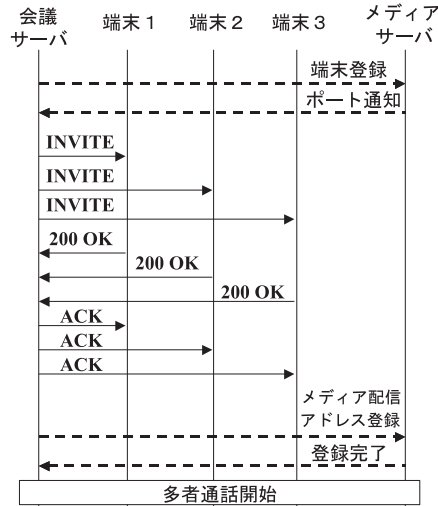 会議
サーバ
端末１
端末２
端末３
メディア
サーバ
端末登録
ポート通知
INVITE
INVITE
INVITE
200 OK
200 OK
200 OK
ACK
ACK
ACK
メディア配信
アドレス登録
登録完了
多者通話開始